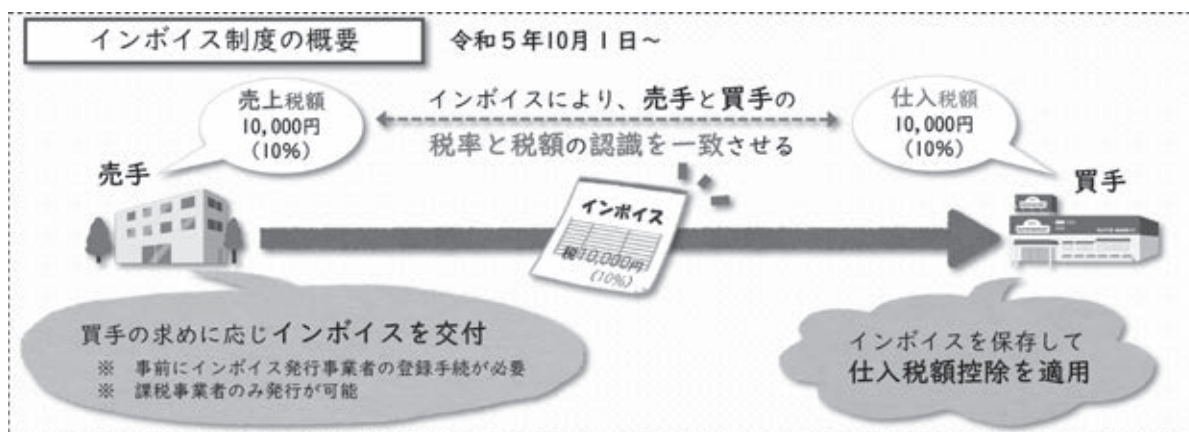 インボイス制度の概要
令和5年10月1日~
売上税額
10,000円
(10%)
インボイスにより、売手と買手の
税率と税額の認識を一致させる
仕入税額
10,000円
(10%)
売手
買手
インボイス
税10,000円
(10%)
買手の求めに応じインボイスを交付
※ 事前にインボイス発行事業者の登録手続が必要
※ 課税事業者のみ発行が可能
インボイスを保存して
仕入税額控除を適用